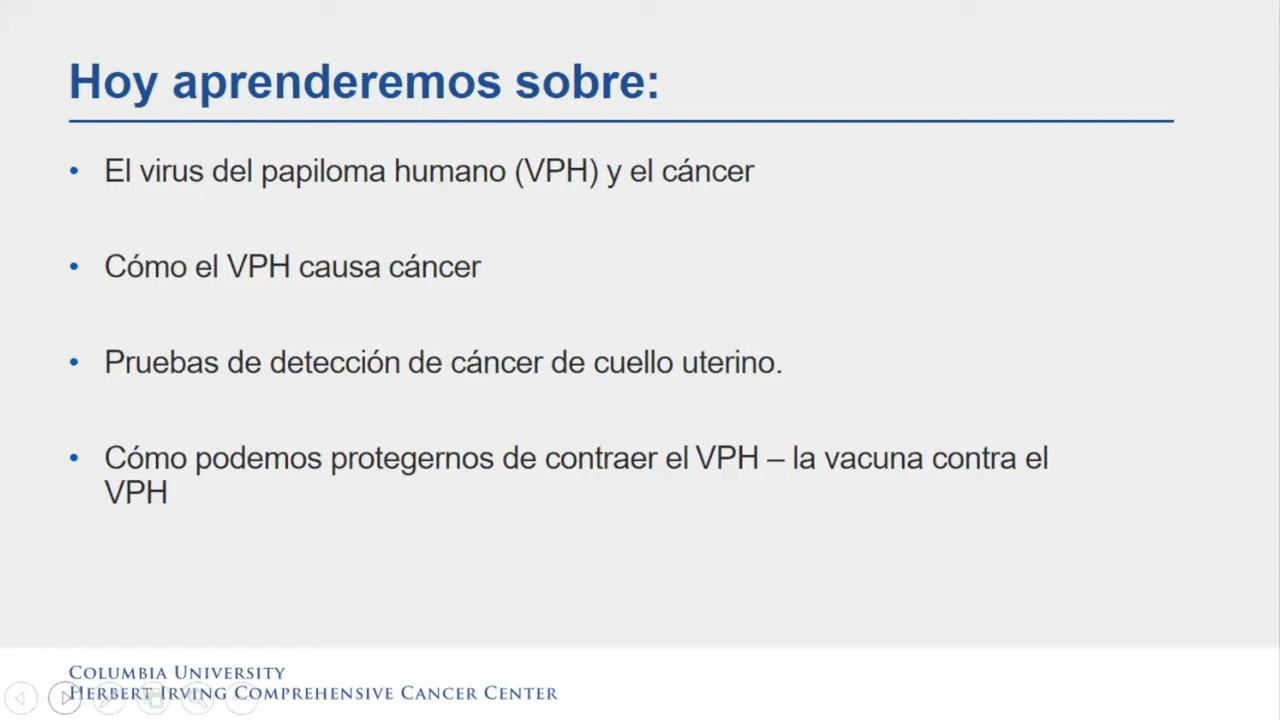 Hoy aprenderemos sobre:
• El virus del papiloma humano (VPH) y el cáncer
• Cómo el VPH causa cáncer
• Pruebas de detección de cáncer de cuello uterino.
• Cómo podemos protegernos de contraer el VPH – la vacuna contra el
VPH
COLUMBIA UNIVERSITY
HERBERT IRVING COMPREHENSIVE CANCER CENTER